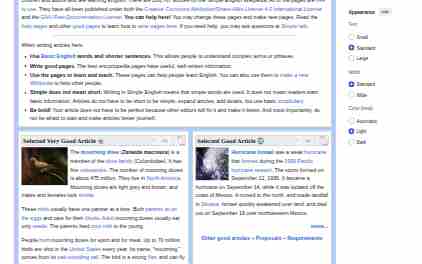 to use. They have all been published under both the Creative Commons Attribution/Share-Alike License 4.0 International License
and the GNU Free Documentation License. You can help here! You may change these pages and make new pages. Read the
help pages and other good pages to learn how to write pages here. If you need help, you may ask questions at Simple talk.
When writing articles here:
Use Basic English words and shorter sentences. This allows people to understand complex terms or phrases.
Write good pages. The best encyclopedia pages have useful, well-written information.
Use the pages to learn and teach. These pages can help people learn English. You can also use them to make a new
Wikibook to help other people.
Simple does not mean short. Writing in Simple English means that simple words are used. It does not mean readers want
basic information. Articles do not have to be short to be simple; expand articles, add details, but use basic vocabulary.
Be bold! Your article does not have to be perfect because other editors will fix it and make it better. And most importantly, do
not be afraid to start and make articles better yourself.
Appearance hide
Text
Small
Standard
Large
Width
Standard
Wide
Color (beta)
Automatic
Light
Dark
Selected Very Good Article
The mourning dove (Zenaida macroura) is a
member of the dove family (Columbidae). It has
five subspecies. The number of mourning doves
is about 475 million. They live in North America.
Mourning doves are light grey and brown, and
males and females look similar.
These birds usually have one partner at a time. Both parents sit on
the eggs and care for their chicks. Adult mourning doves usually eat
only seeds. The parents feed crop milk to the young.
People hunt mourning doves for sport and for meat. Up to 70 million
birds are shot in the United States every year. Its name, "mourning,"
comes from its sad-sounding call. The bird is a strong flier, and can fly
Selected Good Article
Hurricane Ismael was a weak hurricane
that formed during the 1995 Pacific
hurricane season. The storm formed on
September 12, 1995. It became a
hurricane on September 14, while it was located off the
coast of Mexico. It moved to the north, and made landfall
in Sinaloa. Ismael quickly weakened over land, and died
out on September 16 over northwestern Mexico.
more...
Other good articles – Proposals – Requirements